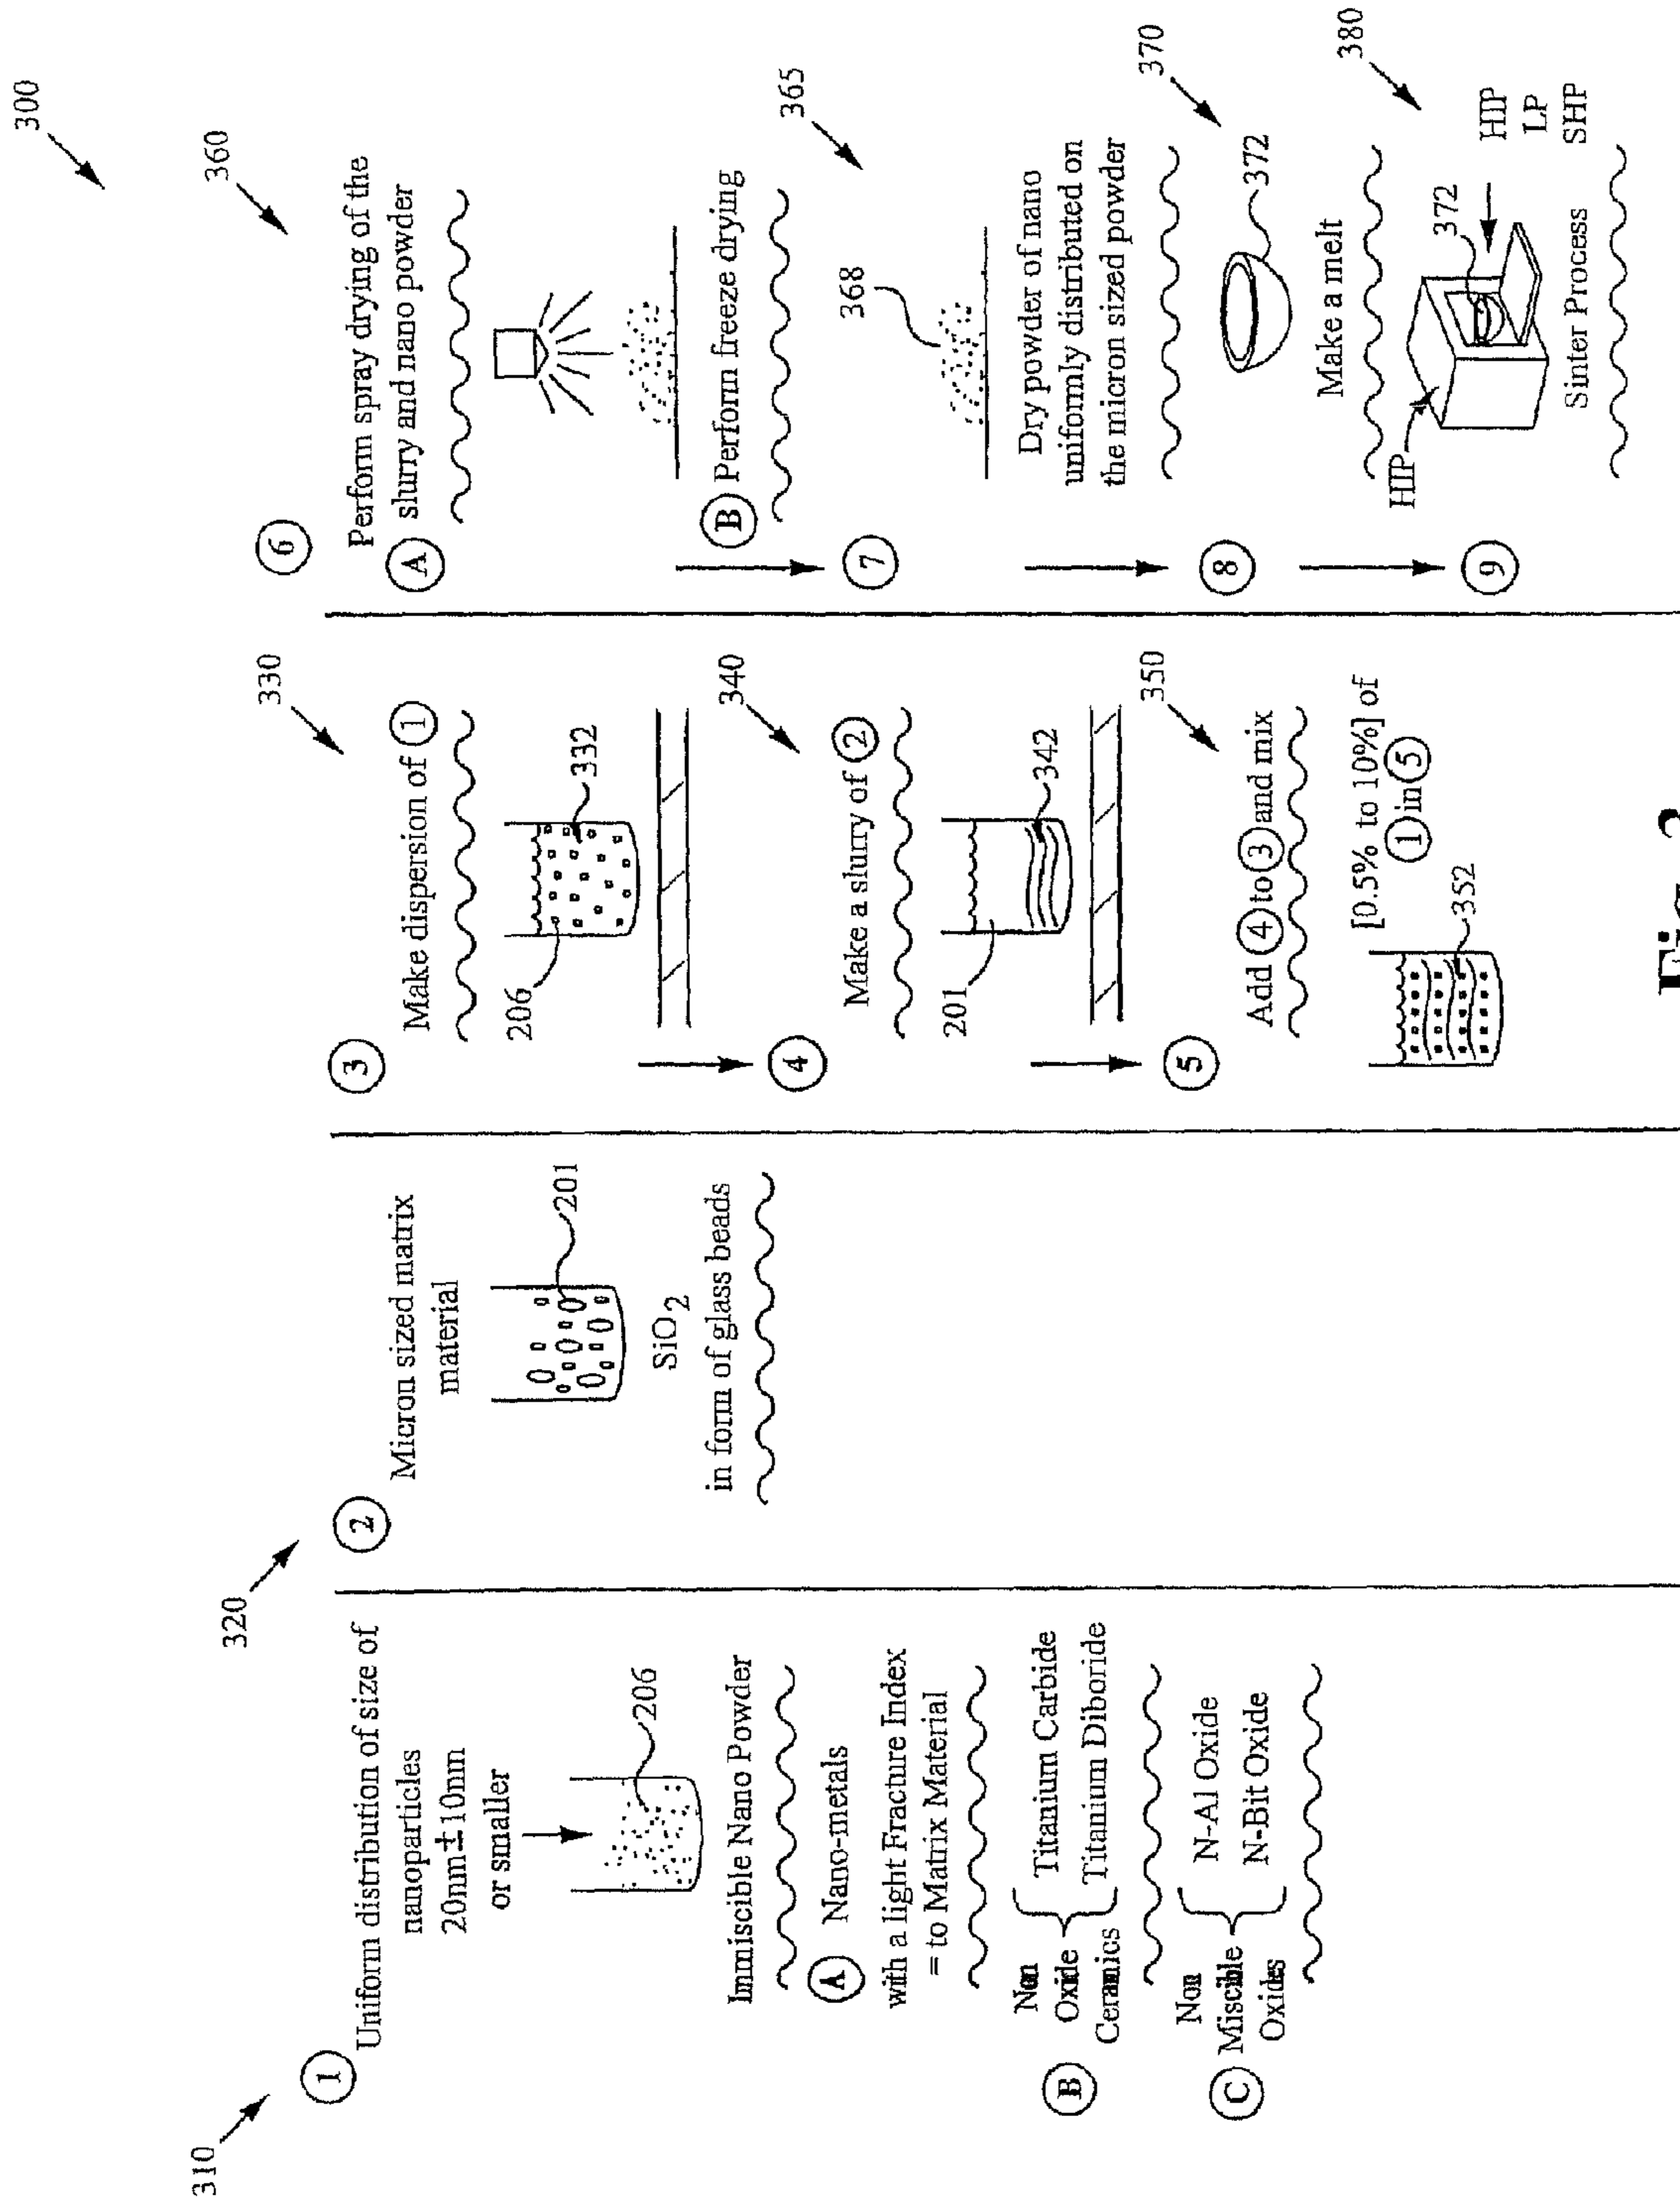 300
310
1
Uniform distribution of size of
nanoparticles
20nm±10nm
or smaller
206
Immiscible Nano Powder
A Nano-metals
with a light Fracture Index
= to Matrix Material
B
Non
Oxide
Ceramics
Titanium Carbide
Titanium Diboride
C
Non
Miscible
Oxides
N-Al Oxide
N-Bit Oxide
320
2
Micron sized matrix
material
201
SiO2
in form of glass beads
330
3
Make dispersion of 1
206
332
340
4
Make a slurry of 2
201
342
350
5
Add 4 to 3 and mix
[0.5% to 10%] of
1 in 5
352
360
6
Perform spray drying of the
A slurry and nano powder
B Perform freeze drying
365
7
368
Dry powder of nano
uniformly distributed on
the micron sized powder
370
8
372
Make a melt
380
9
HIP
372
HIP
LP
SHP
Sinter Process